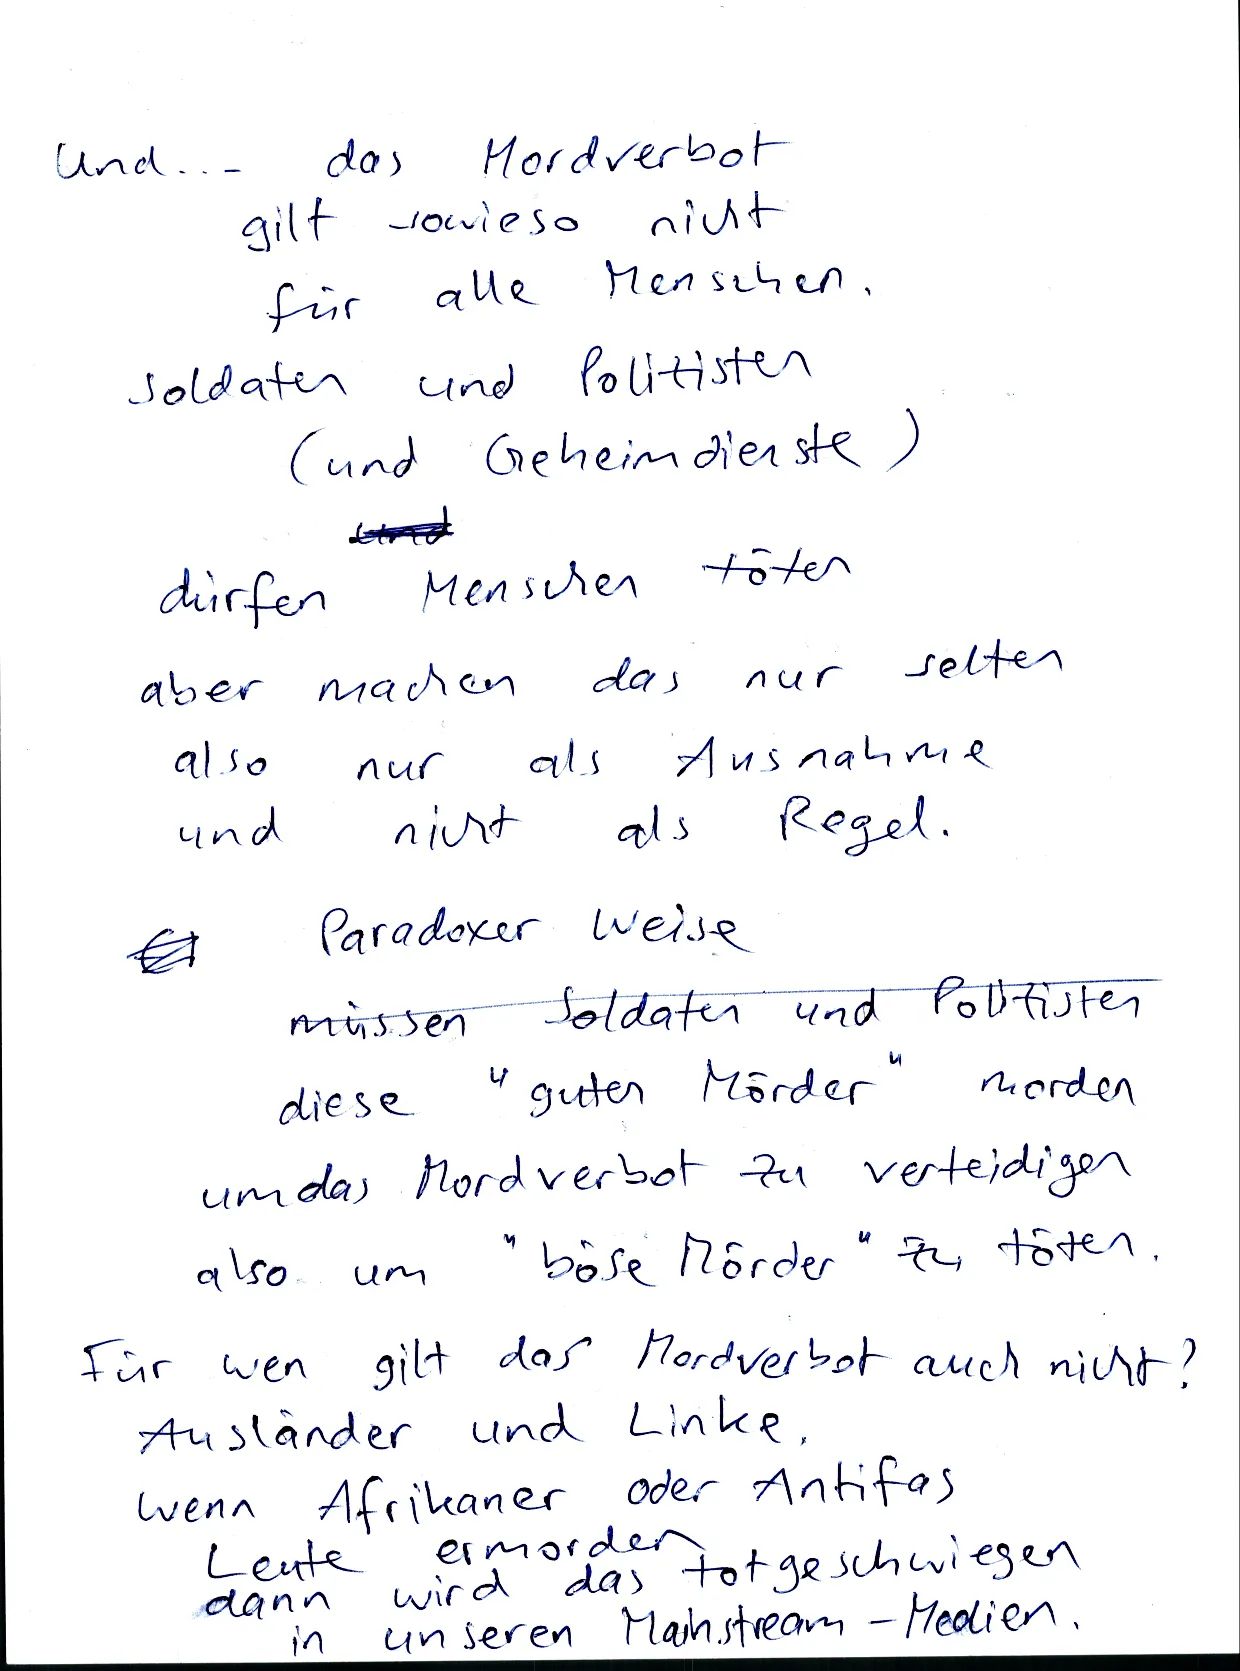 Und... das Mordverbot
gilt sowieso nicht
für alle Menschen.
Soldaten und Politisten
(und Geheimdienste)
und
dürfen Menschen töten
aber machen das nur selten
also nur als Ausnahme
und nicht als Regel.
Paradoxer Weise
müssen Soldaten und Politisten
diese "guten Mörder" morden
um das Mordverbot zu verteidigen
also um "böse Mörder" zu töten.
Für wen gilt das Mordverbot auch nicht?
Ausländer und Linke,
wenn Afrikaner oder Antifas
Leute ermorden
dann wird das totgeschwiegen
in unseren Mainstream-Medien.